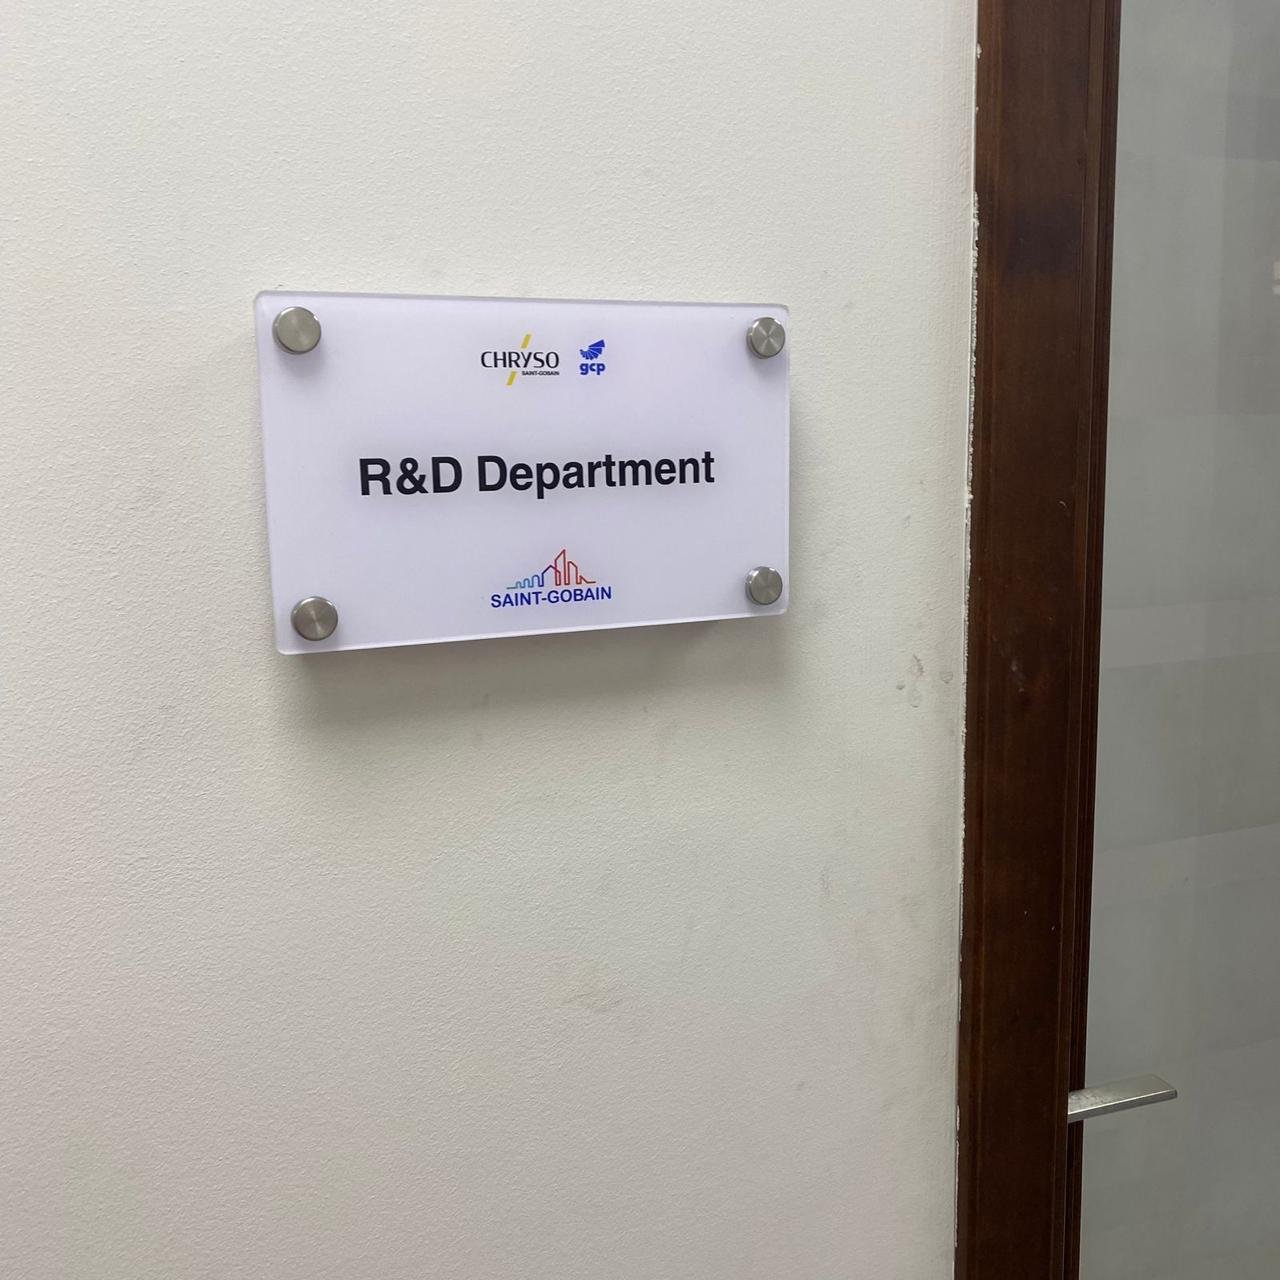 CHRYSO gcp
SAINT-GOBAIN
R&D Department
SAINT-GOBAIN